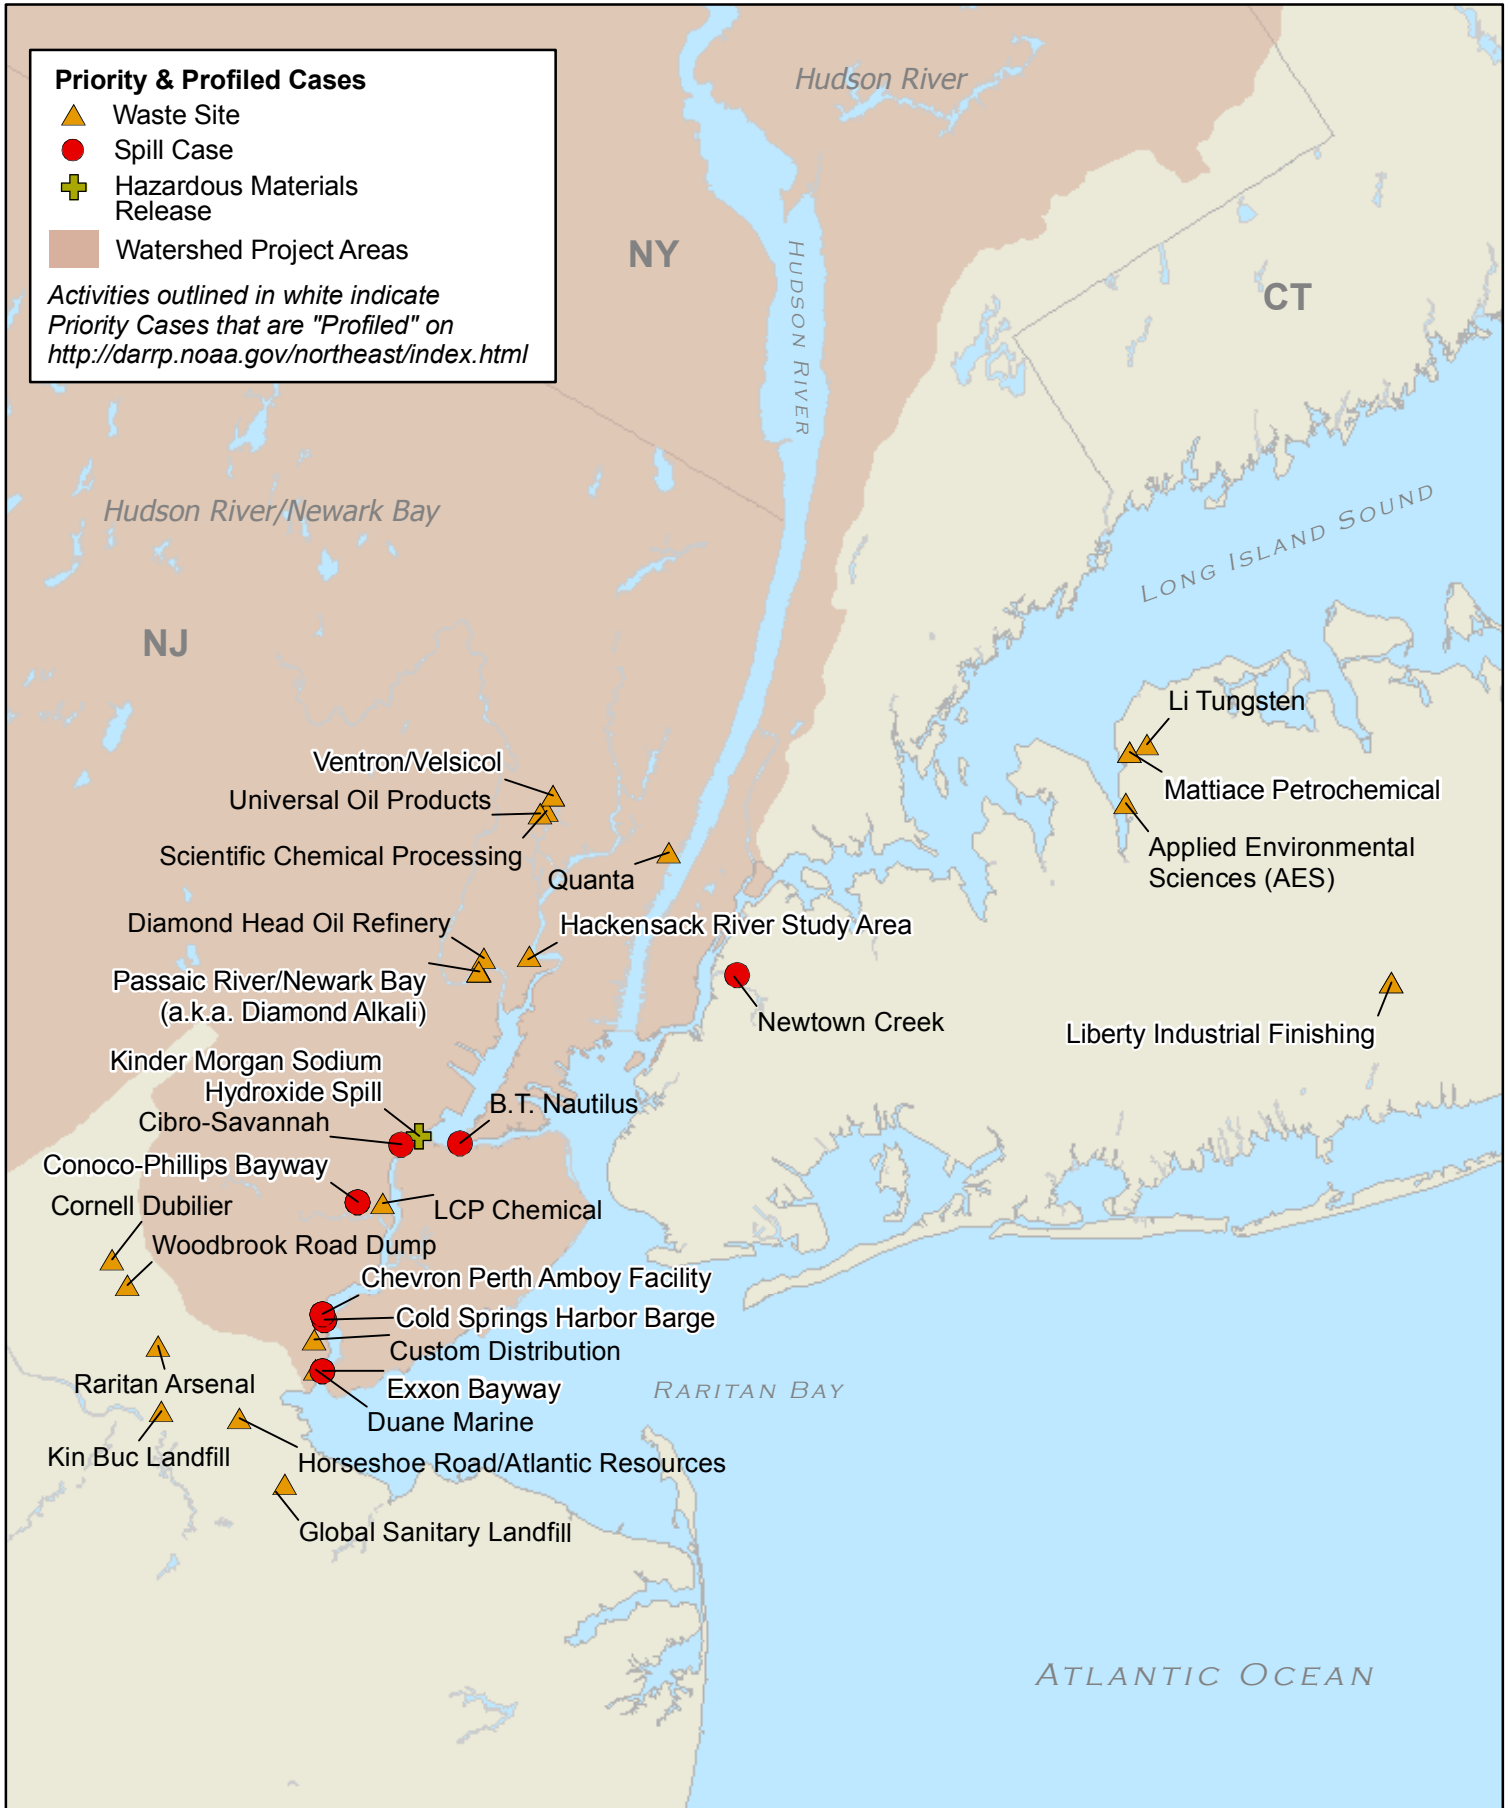 Priority & Profiled Cases
Waste Site
Spill Case
Hazardous Materials
Release
Watershed Project Areas
Activities outlined in white indicate
Priority Cases that are "Profiled" on
http://darrp.noaa.gov/northeast/index.html
Hudson River
NY
HUDSON RIVER
CT
Hudson River/Newark Bay
LONG ISLAND SOUND
NJ
Li Tungsten
Ventron/Velsicol
Mattiace Petrochemical
Universal Oil Products
Applied Environmental
Sciences (AES)
Scientific Chemical Processing
Quanta
Diamond Head Oil Refinery
Hackensack River Study Area
Passaic River/Newark Bay
(a.k.a. Diamond Alkali)
Newtown Creek
Liberty Industrial Finishing
Kinder Morgan Sodium
Hydroxide Spill
B.T. Nautilus
Cibro-Savannah
Conoco-Phillips Bayway
Cornell Dubilier
LCP Chemical
Woodbrook Road Dump
Chevron Perth Amboy Facility
Cold Springs Harbor Barge
Custom Distribution
Raritan Arsenal
Exxon Bayway
RARITAN BAY
Duane Marine
Kin Buc Landfill
Horseshoe Road/Atlantic Resources
Global Sanitary Landfill
ATLANTIC OCEAN